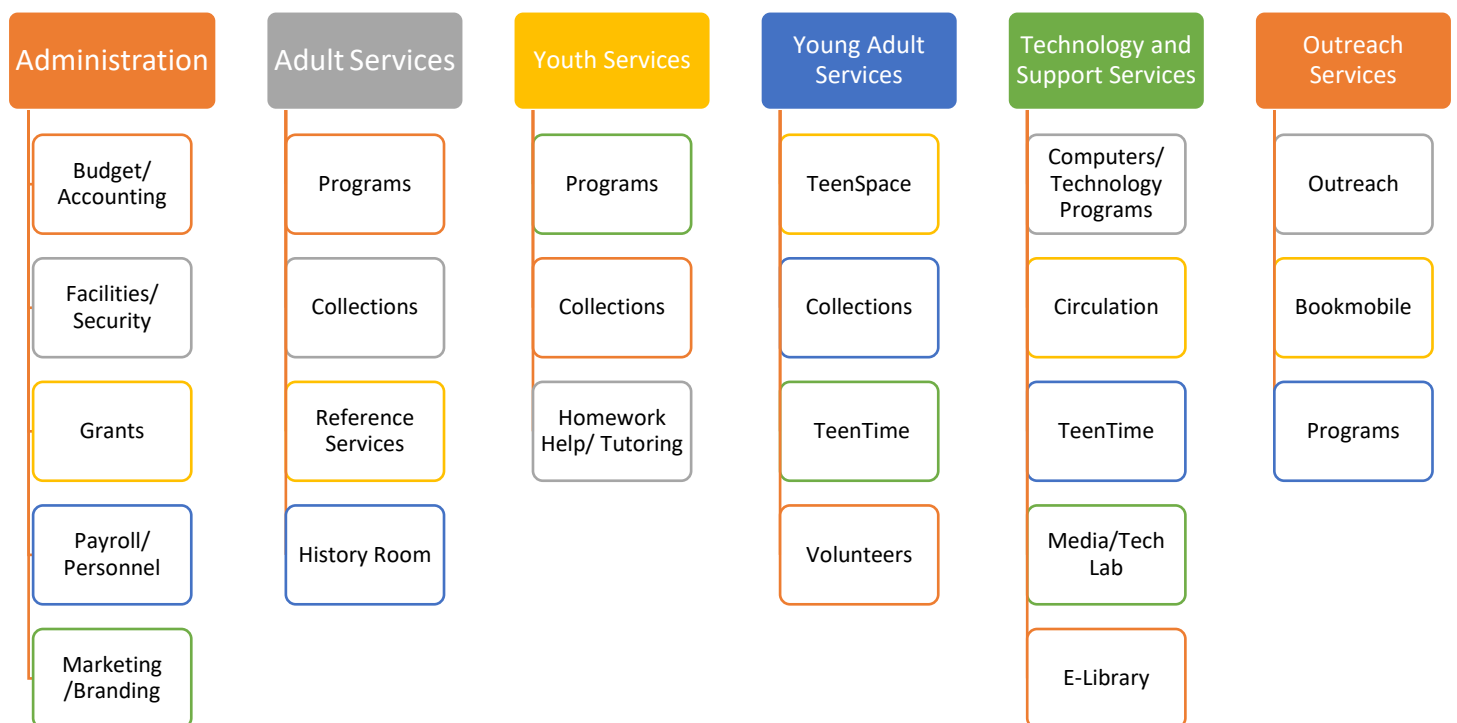 Administration
Budget/
Accounting
Facilities/
Security
Grants
Payroll/
Personnel
Marketing
/Branding
Adult Services
Programs
Collections
Reference
Services
History Room
Youth Services
Programs
Collections
Homework
Help/ Tutoring
Young Adult
Services
TeenSpace
Collections
TeenTime
Volunteers
Technology and
Support Services
Computers/
Technology
Programs
Circulation
TeenTime
Media/Tech
Lab
E-Library
Outreach
Services
Outreach
Bookmobile
Programs